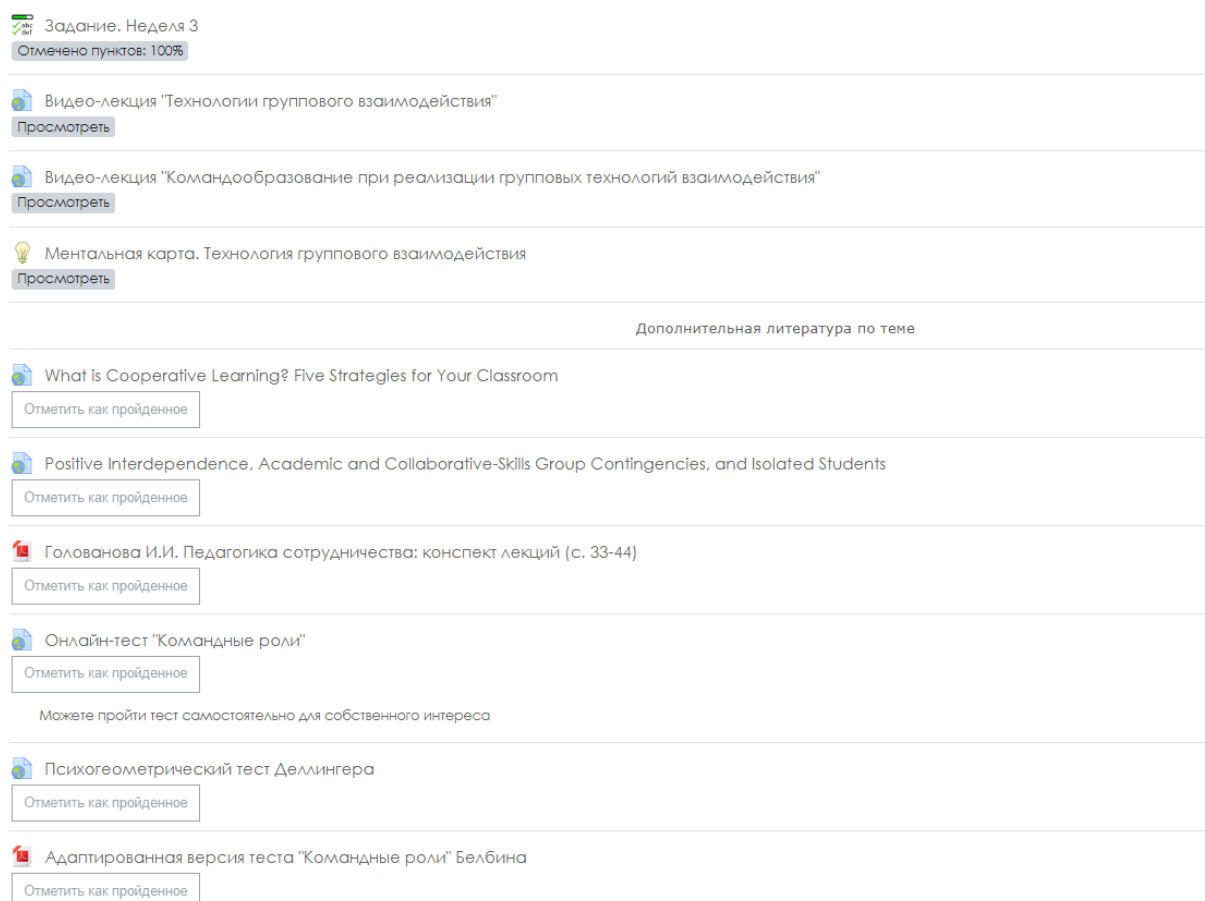 Задание. Неделя 3
Отмечено пунктов: 100%
Видео-лекция "Технологии группового взаимодействия"
Просмотреть
Видео-лекция "Командообразование при реализации групповых технологий взаимодействия"
Просмотреть
Ментальная карта. Технология группового взаимодействия
Просмотреть
Дополнительная литература по теме
What is Cooperative Learning? Five Strategies for Your Classroom
Отметить как пройденное
Positive Interdependence, Academic and Collaborative-Skills Group Contingencies, and Isolated Students
Отметить как пройденное
Голованова И.И. Педагогика сотрудничества: конспект лекций (с. 33-44)
Отметить как пройденное
Онлайн-тест "Командные роли"
Отметить как пройденное
Можете пройти тест самостоятельно для собственного интереса
Психогеометрический тест Деллингера
Отметить как пройденное
Адаптированная версия теста "Командные роли" Белбина
Отметить как пройденное